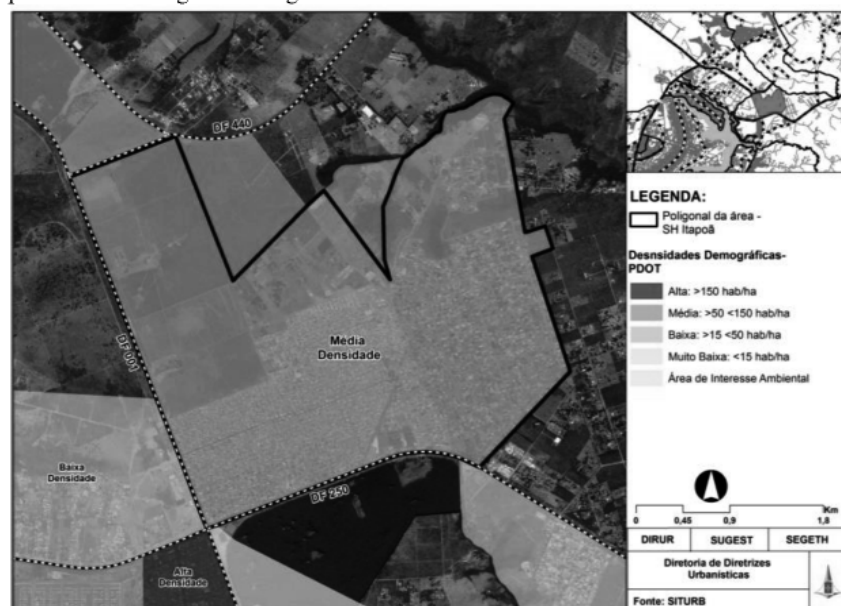 DF 440
DF 001
Média
Densidade
Baixa
Densidade
DF 250
Alta
Densidade
LEGENDA:
Poligonal da área -
SH Itapoã
Desnsidades Demográficas-
PDOT
Alta: >150 hab/ha
Média: >50 <150 hab/ha
Baixa: >15 <50 hab/ha
Muito Baixa: <15 hab/ha
Área de Interesse Ambiental
Km
0 0,45 0,9 1,8
DIRUR SUGEST SEGETH
Diretoria de Diretrizes
Urbanísticas
Fonte: SITURB